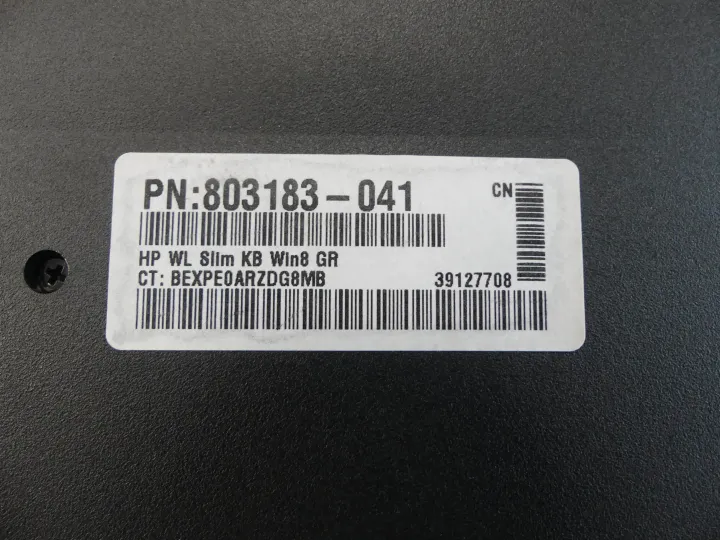 PN:803183-041
CN
HP WL Slim KB Win8 GR
CT: BEXPE0ARZDG8MB 39127708